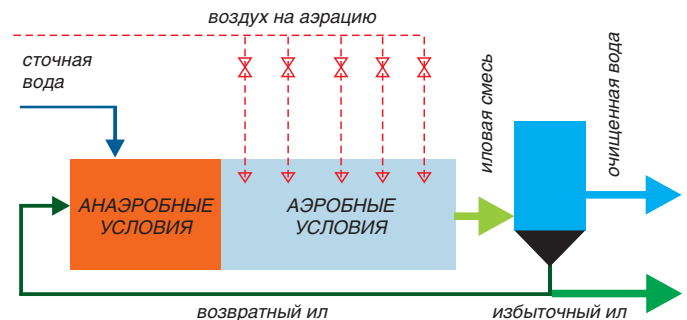 воздух на аэрацию
сточная
вода
иловая смесь
очищенная вода
АНАЭРОБНЫЕ
УСЛОВИЯ
АЭРОБНЫЕ
УСЛОВИЯ
возвратный ил
избыточный ил